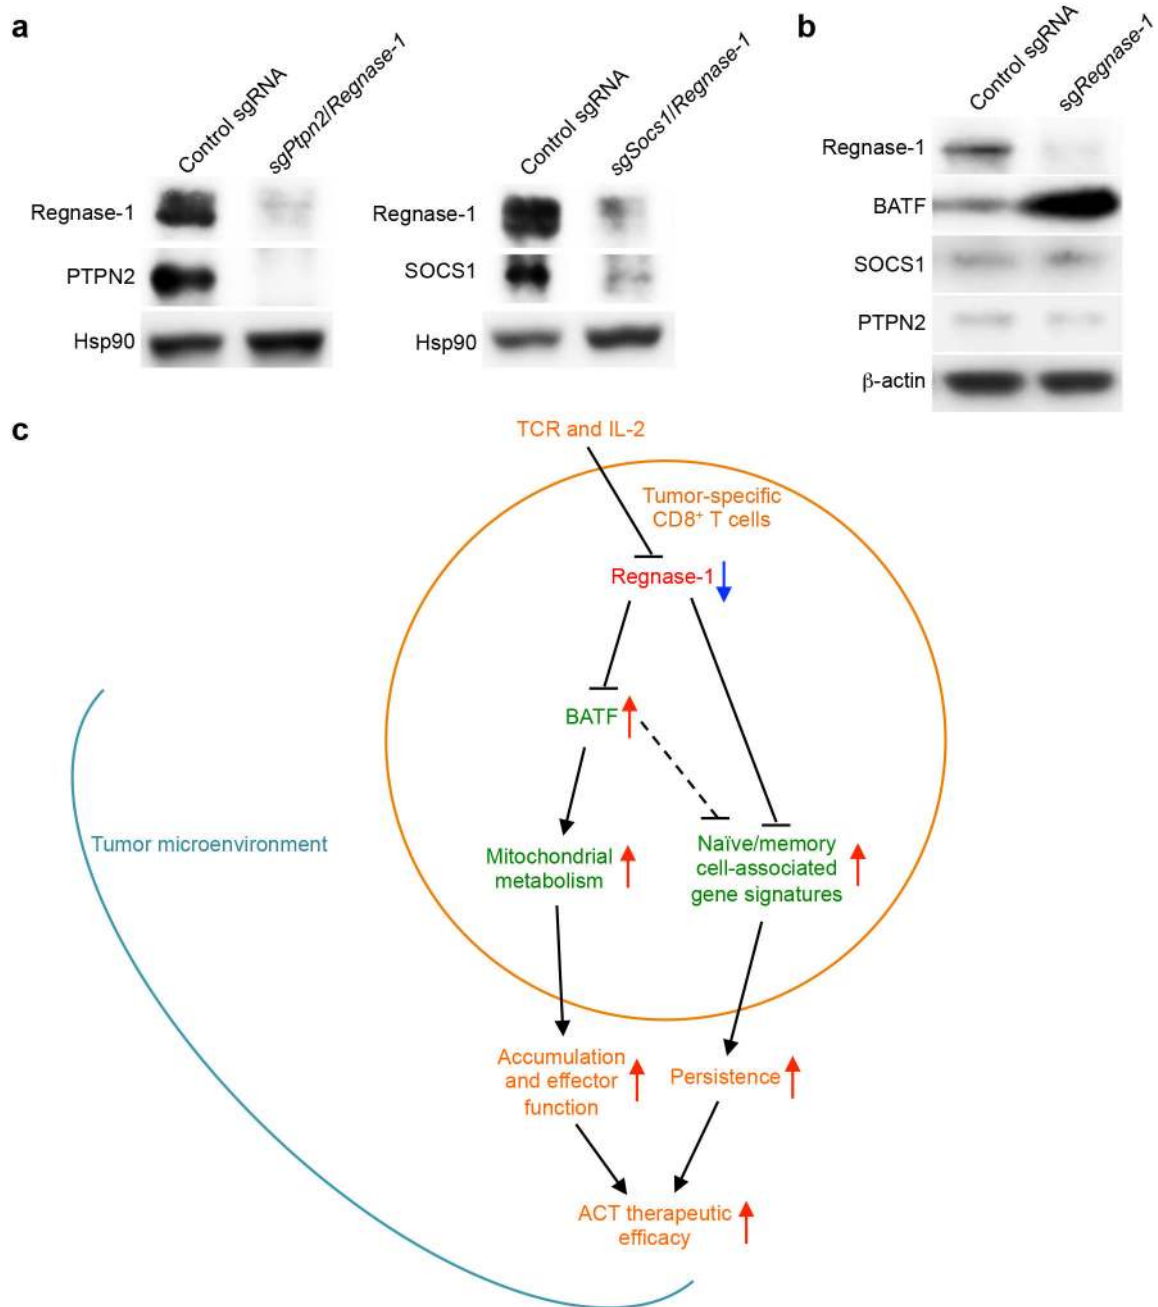 a
Control sgRNA
sgPtpn2/Regnase-1
Regnase-1
PTPN2
Hsp90
Control sgRNA
sgSocs1/Regnase-1
Regnase-1
SOCS1
Hsp90
b
Control sgRNA
sgRegnase-1
Regnase-1
BATF
SOCS1
PTPN2
β-actin
c
TCR and IL-2
Tumor-specific
CD8⁺ T cells
Regnase-1
BATF
Tumor microenvironment
Mitochondrial
metabolism
Naïve/memory
cell-associated
gene signatures
Accumulation
and effector
function
Persistence
ACT therapeutic
efficacy